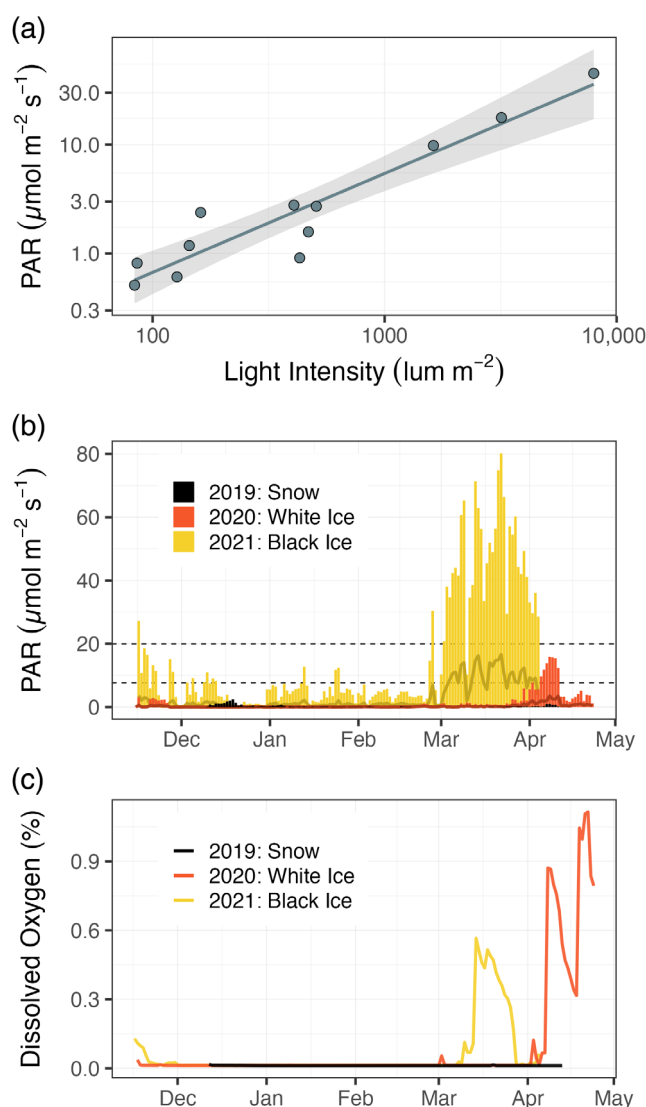 (a)
PAR (μmol m−2 s−1)
30.0
10.0
3.0
1.0
0.3
100
1000
10,000
Light Intensity (lum m−2)
(b)
PAR (μmol m−2 s−1)
80
60
40
20
0
2019: Snow
2020: White Ice
2021: Black Ice
Dec
Jan
Feb
Mar
Apr
May
(c)
Dissolved Oxygen (%)
0.9
0.6
0.3
0.0
2019: Snow
2020: White Ice
2021: Black Ice
Dec
Jan
Feb
Mar
Apr
May